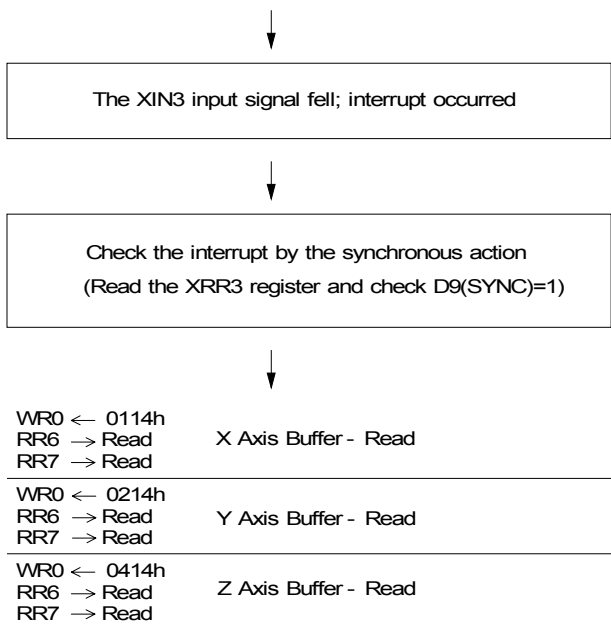 The XIN3 input signal fell; interrupt occurred
Check the interrupt by the synchronous action
(Read the XRR3 register and check D9(SYNC)=1)
WR0 ← 0114h
RR6 → Read
RR7 → Read
X Axis Buffer - Read
WR0 ← 0214h
RR6 → Read
RR7 → Read
Y Axis Buffer - Read
WR0 ← 0414h
RR6 → Read
RR7 → Read
Z Axis Buffer - Read